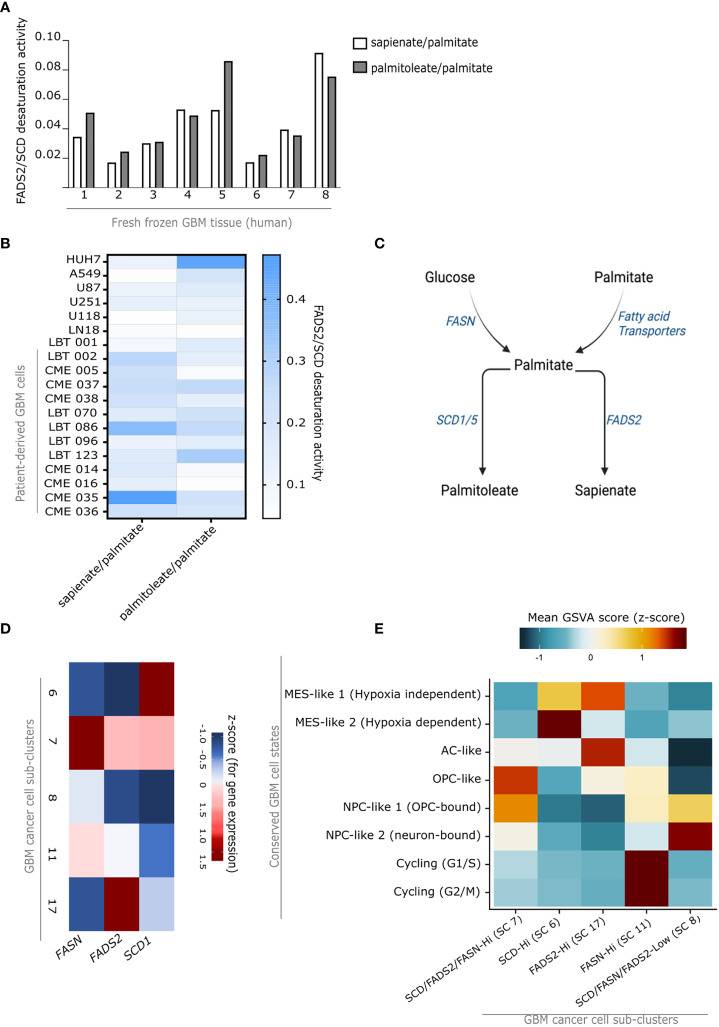 A
FADS2/SCD desaturation activity
0.10
0.08
0.06
0.04
0.02
sapienate/palmitate
palmitoleate/palmitate
1 2 3 4 5 6 7 8
Fresh frozen GBM tissue (human)
B
Patient-derived GBM cells
HUH7
A549
U87
U251
U118
LN18
LBT 001
LBT 002
CME 005
CME 037
CME 038
LBT 070
LBT 086
LBT 096
LBT 123
CME 014
CME 016
CME 035
CME 036
sapienate/palmitate
palmitoleate/palmitate
0.4
0.3
0.2
0.1
FADS2/SCD desaturation activity
C
Glucose Palmitate
FASN
Fatty acid
Transporters
Palmitate
SCD1/5 FADS2
Palmitoleate Sapienate
D
GBM cancer cell sub-clusters
6
7
8
11
17
FASN
FADS2
SCD1
-1.0
-0.5
0
0.5
1.0
1.5
z-score (for gene expression)
E
Mean GSVA score (z-score)
-1 0 1
Conserved GBM cell states
MES-like 1 (Hypoxia independent)
MES-like 2 (Hypoxia dependent)
AC-like
OPC-like
NPC-like 1 (OPC-bound)
NPC-like 2 (neuron-bound)
Cycling (G1/S)
Cycling (G2/M)
SCD/FADS2/FASN-Hi (SC 7)
SCD-Hi (SC 6)
FADS2-Hi (SC 17)
FASN-Hi (SC 11)
SCD/FASN/FADS2-Low (SC 8)
GBM cancer cell sub-clusters